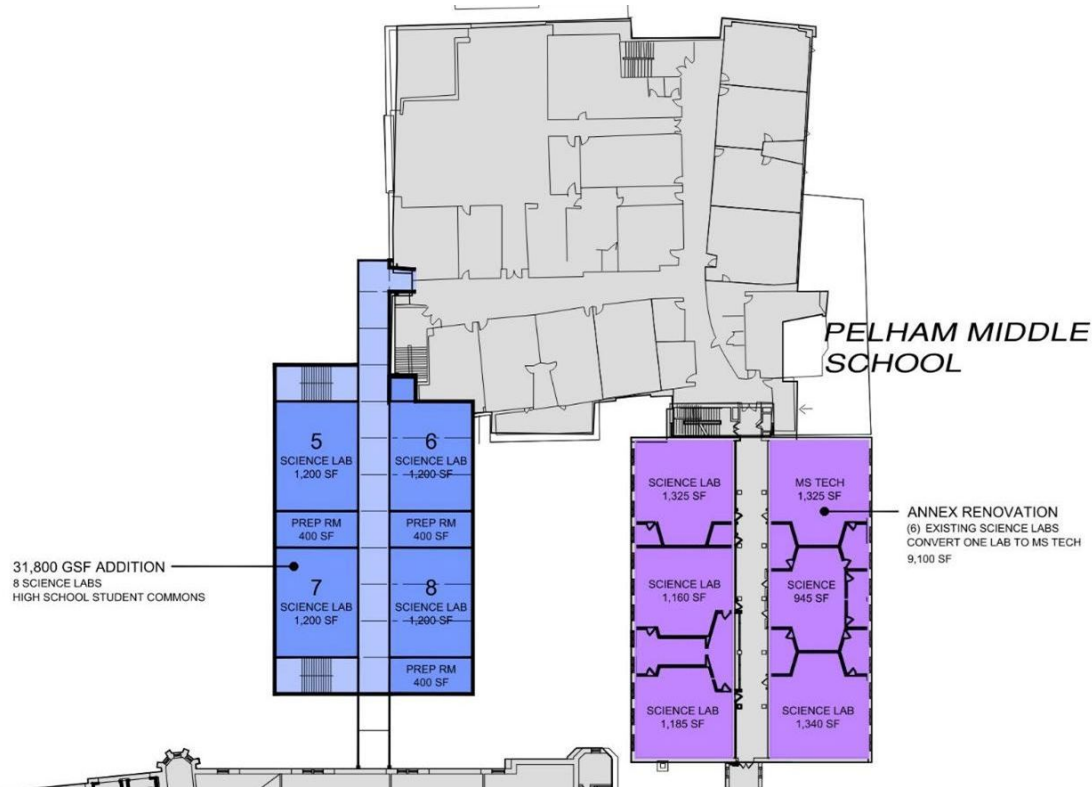 PELHAM MIDDLE
SCHOOL
5
SCIENCE LAB
1,200 SF
6
SCIENCE LAB
1,200 SF
PREP RM
400 SF
PREP RM
400 SF
7
SCIENCE LAB
1,200 SF
8
SCIENCE LAB
1,200 SF
PREP RM
400 SF
31,800 GSF ADDITION
8 SCIENCE LABS
HIGH SCHOOL STUDENT COMMONS
SCIENCE LAB
1,325 SF
MS TECH
1,325 SF
SCIENCE LAB
1,160 SF
SCIENCE
945 SF
SCIENCE LAB
1,185 SF
SCIENCE LAB
1,340 SF
ANNEX RENOVATION
(6) EXISTING SCIENCE LABS
CONVERT ONE LAB TO MS TECH
9,100 SF